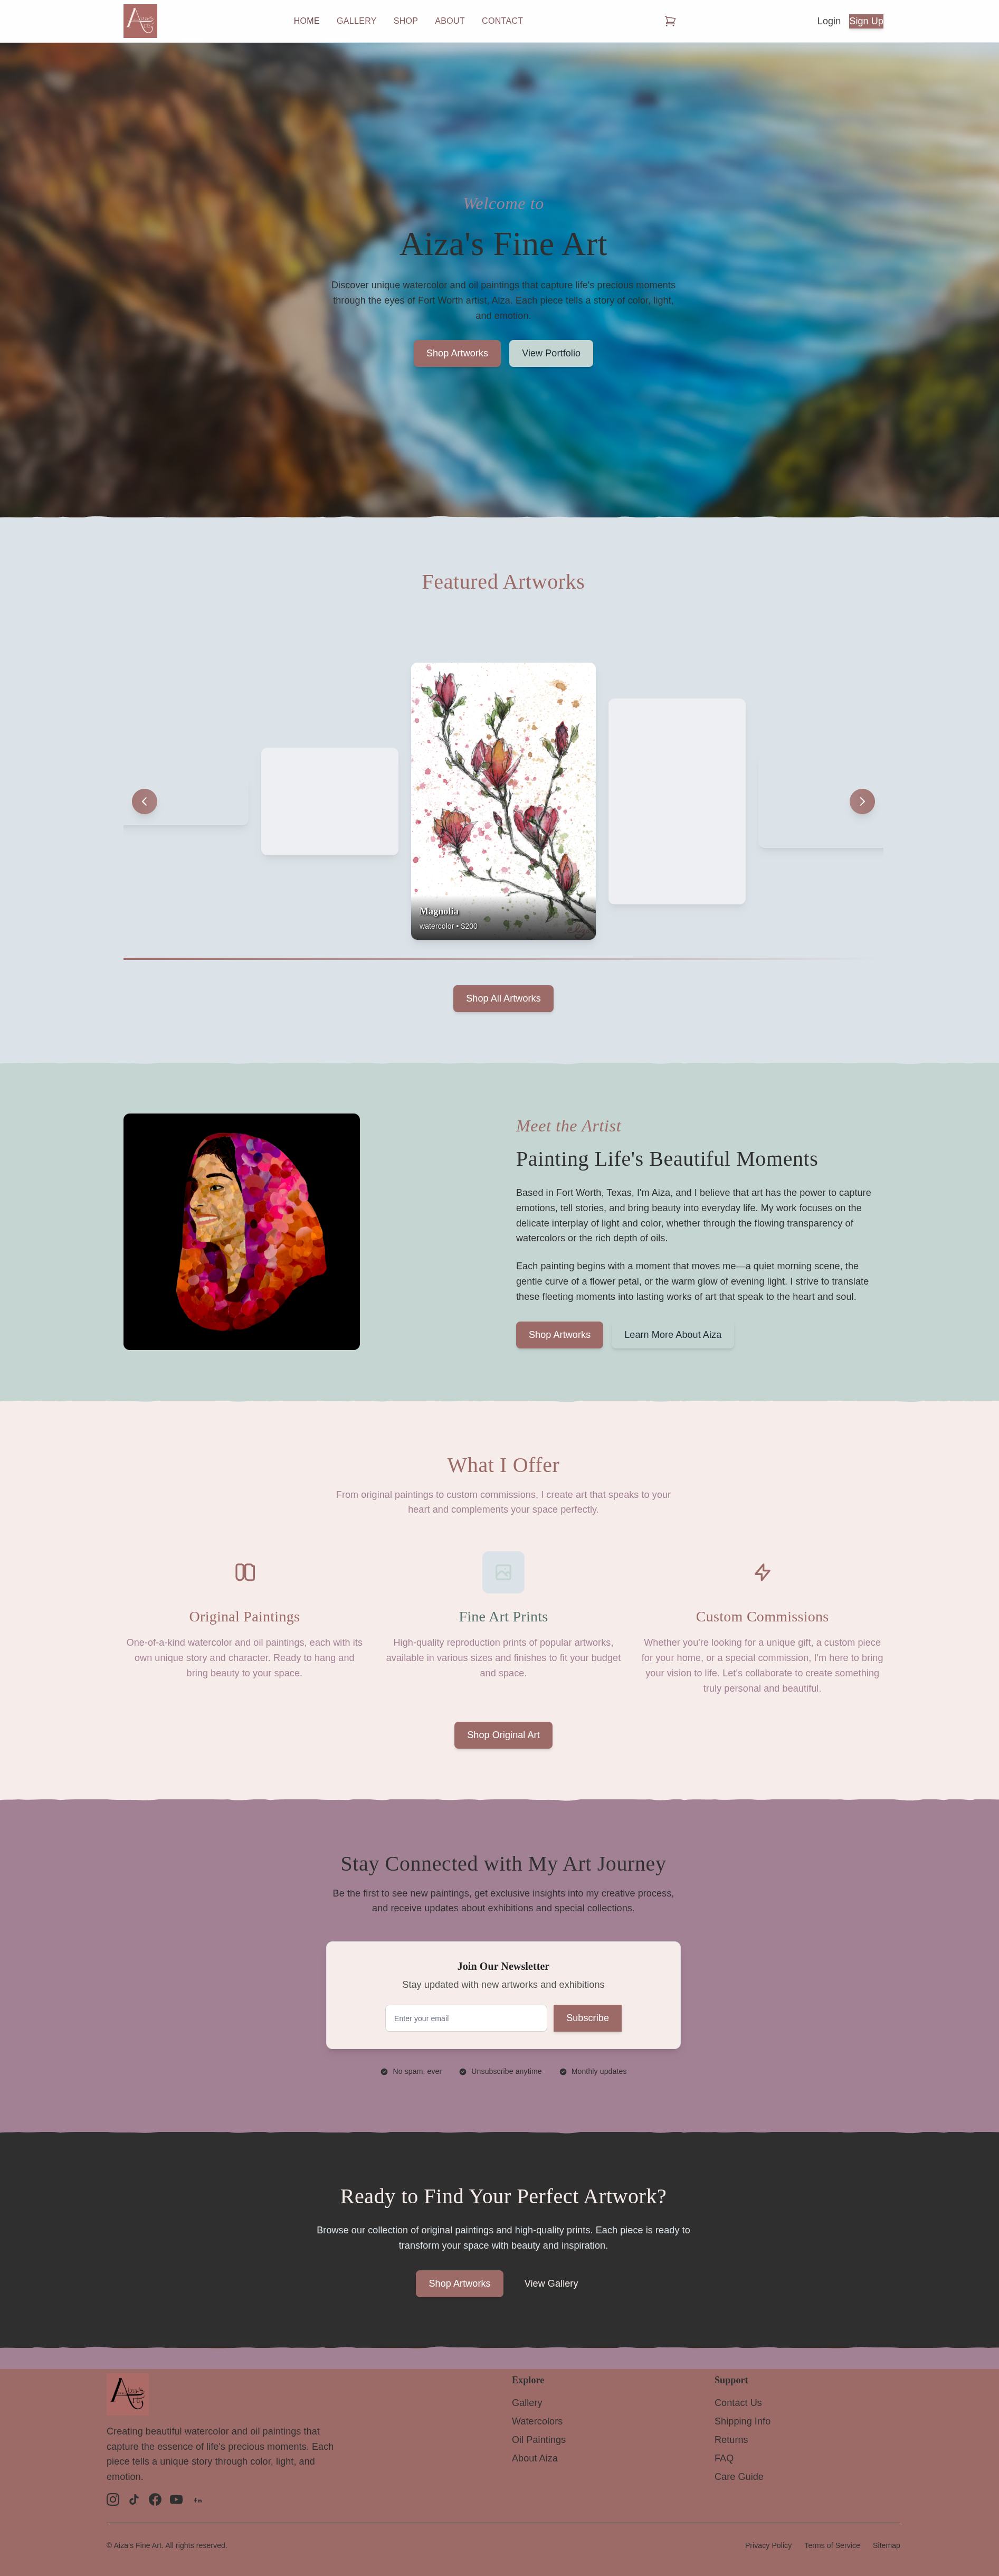 Aiza's
Art
HOME
GALLERY
SHOP
ABOUT
CONTACT
Login
Sign Up
Welcome to
Aiza's Fine Art
Discover unique watercolor and oil paintings that capture life's precious moments
through the eyes of Fort Worth artist, Aiza. Each piece tells a story of color, light,
and emotion.
Shop Artworks
View Portfolio
Featured Artworks
Magnolia
watercolor • $200
Shop All Artworks
Meet the Artist
Painting Life's Beautiful Moments
Based in Fort Worth, Texas, I'm Aiza, and I believe that art has the power to capture
emotions, tell stories, and bring beauty into everyday life. My work focuses on the
delicate interplay of light and color, whether through the flowing transparency of
watercolors or the rich depth of oils.
Each painting begins with a moment that moves me—a quiet morning scene, the
gentle curve of a flower petal, or the warm glow of evening light. I strive to translate
these fleeting moments into lasting works of art that speak to the heart and soul.
Shop Artworks
Learn More About Aiza
What I Offer
From original paintings to custom commissions, I create art that speaks to your
heart and complements your space perfectly.
Original Paintings
One-of-a-kind watercolor and oil paintings, each with its
own unique story and character. Ready to hang and
bring beauty to your space.
Fine Art Prints
High-quality reproduction prints of popular artworks,
available in various sizes and finishes to fit your budget
and space.
Custom Commissions
Whether you're looking for a unique gift, a custom piece
for your home, or a special commission, I'm here to bring
your vision to life. Let's collaborate to create something
truly personal and beautiful.
Shop Original Art
Stay Connected with My Art Journey
Be the first to see new paintings, get exclusive insights into my creative process,
and receive updates about exhibitions and special collections.
Join Our Newsletter
Stay updated with new artworks and exhibitions
Enter your email
Subscribe
No spam, ever
Unsubscribe anytime
Monthly updates
Ready to Find Your Perfect Artwork?
Browse our collection of original paintings and high-quality prints. Each piece is ready to
transform your space with beauty and inspiration.
Shop Artworks
View Gallery
Aiza's
Art
Creating beautiful watercolor and oil paintings that
capture the essence of life's precious moments. Each
piece tells a unique story through color, light, and
emotion.
Explore
Gallery
Watercolors
Oil Paintings
About Aiza
Support
Contact Us
Shipping Info
Returns
FAQ
Care Guide
© Aiza's Fine Art. All rights reserved.
Privacy Policy
Terms of Service
Sitemap